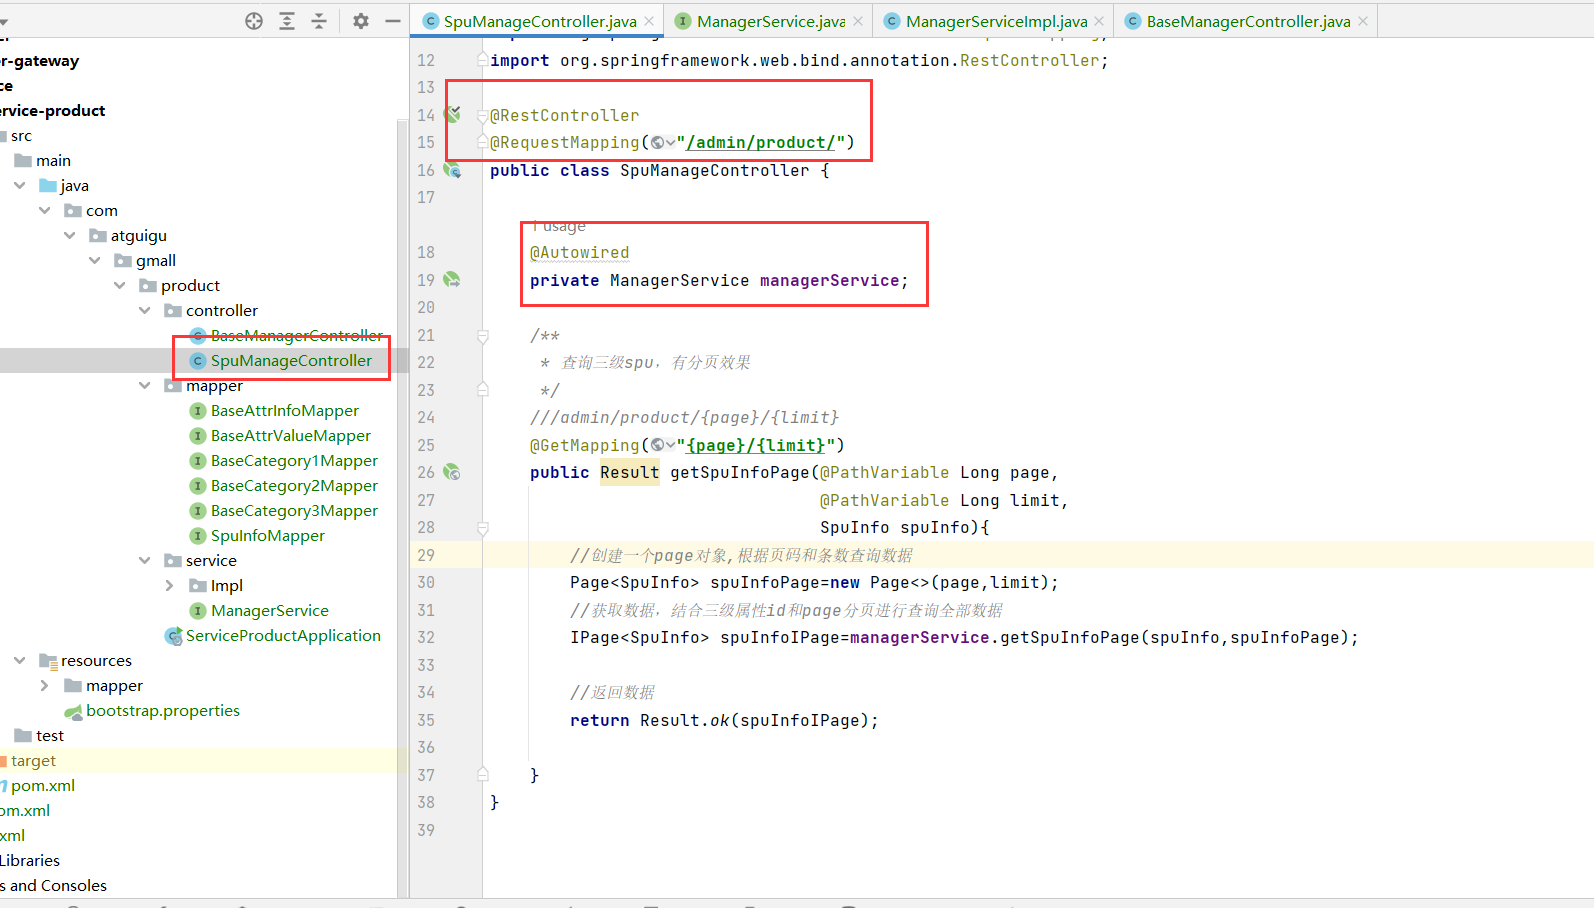 SpuManageController.java
ManagerService.java
ManagerServiceImpl.java
BaseManagerController.java
r-gateway
ce
ervice-product
src
main
java
com
atguigu
gmall
product
controller
BaseManagerController
SpuManageController
mapper
BaseAttrInfoMapper
BaseAttrValueMapper
BaseCategory1Mapper
BaseCategory2Mapper
BaseCategory3Mapper
SpuInfoMapper
service
Impl
ManagerService
ServiceProductApplication
resources
mapper
bootstrap.properties
test
target
pom.xml
om.xml
xml
Libraries
s and Consoles
12 import org.springframework.web.bind.annotation.RestController;
13
14 @RestController
15 @RequestMapping("/admin/product/")
16 public class SpuManageController {
17
1 usage
18 @Autowired
19 private ManagerService managerService;
20
21 /**
22 * 查询三级spu，有分页效果
23 */
24 ///admin/product/{page}/{limit}
25 @GetMapping("{page}/{limit}")
26 public Result getSpuInfoPage(@PathVariable Long page,
27 @PathVariable Long limit,
28 SpuInfo spuInfo){
29 //创建一个page对象,根据页码和条数查询数据
30 Page<SpuInfo> spuInfoPage=new Page<>(page,limit);
31 //获取数据，结合三级属性id和page分页进行查询全部数据
32 IPage<SpuInfo> spuInfoIPage=managerService.getSpuInfoPage(spuInfo,spuInfoPage);
33
34 //返回数据
35 return Result.ok(spuInfoIPage);
36
37 }
38 }
39